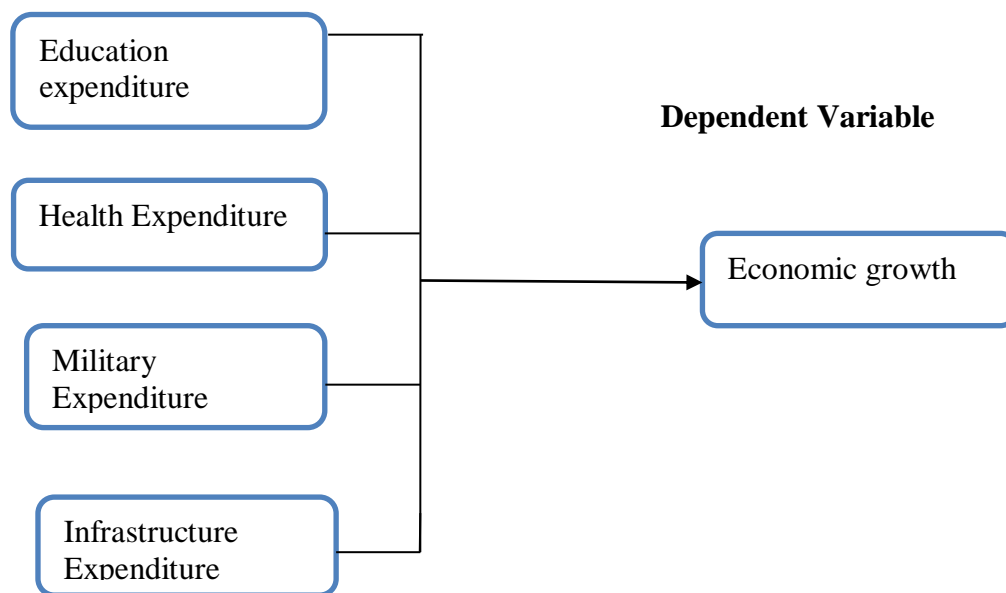 Education
expenditure
Dependent Variable
Health Expenditure
Economic growth
Military
Expenditure
Infrastructure
Expenditure